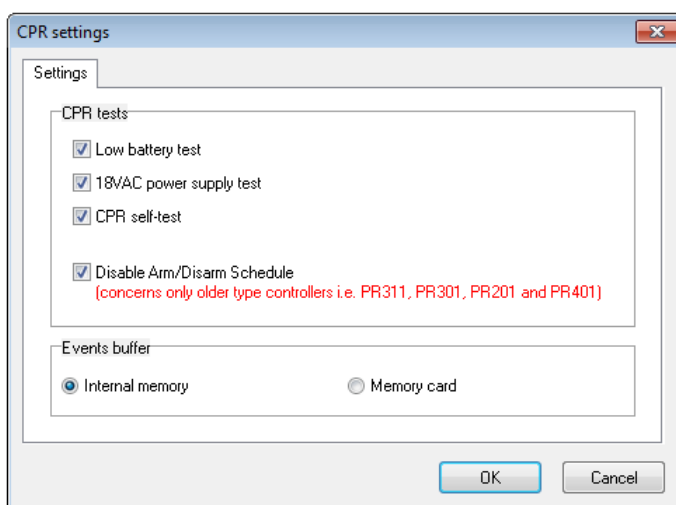 CPR settings
Settings
CPR tests
Low battery test
18VAC power supply test
CPR self-test
Disable Arm/Disarm Schedule
(concerns only older type controllers i.e. PR311, PR301, PR201 and PR401)
Events buffer
Internal memory
Memory card
OK
Cancel